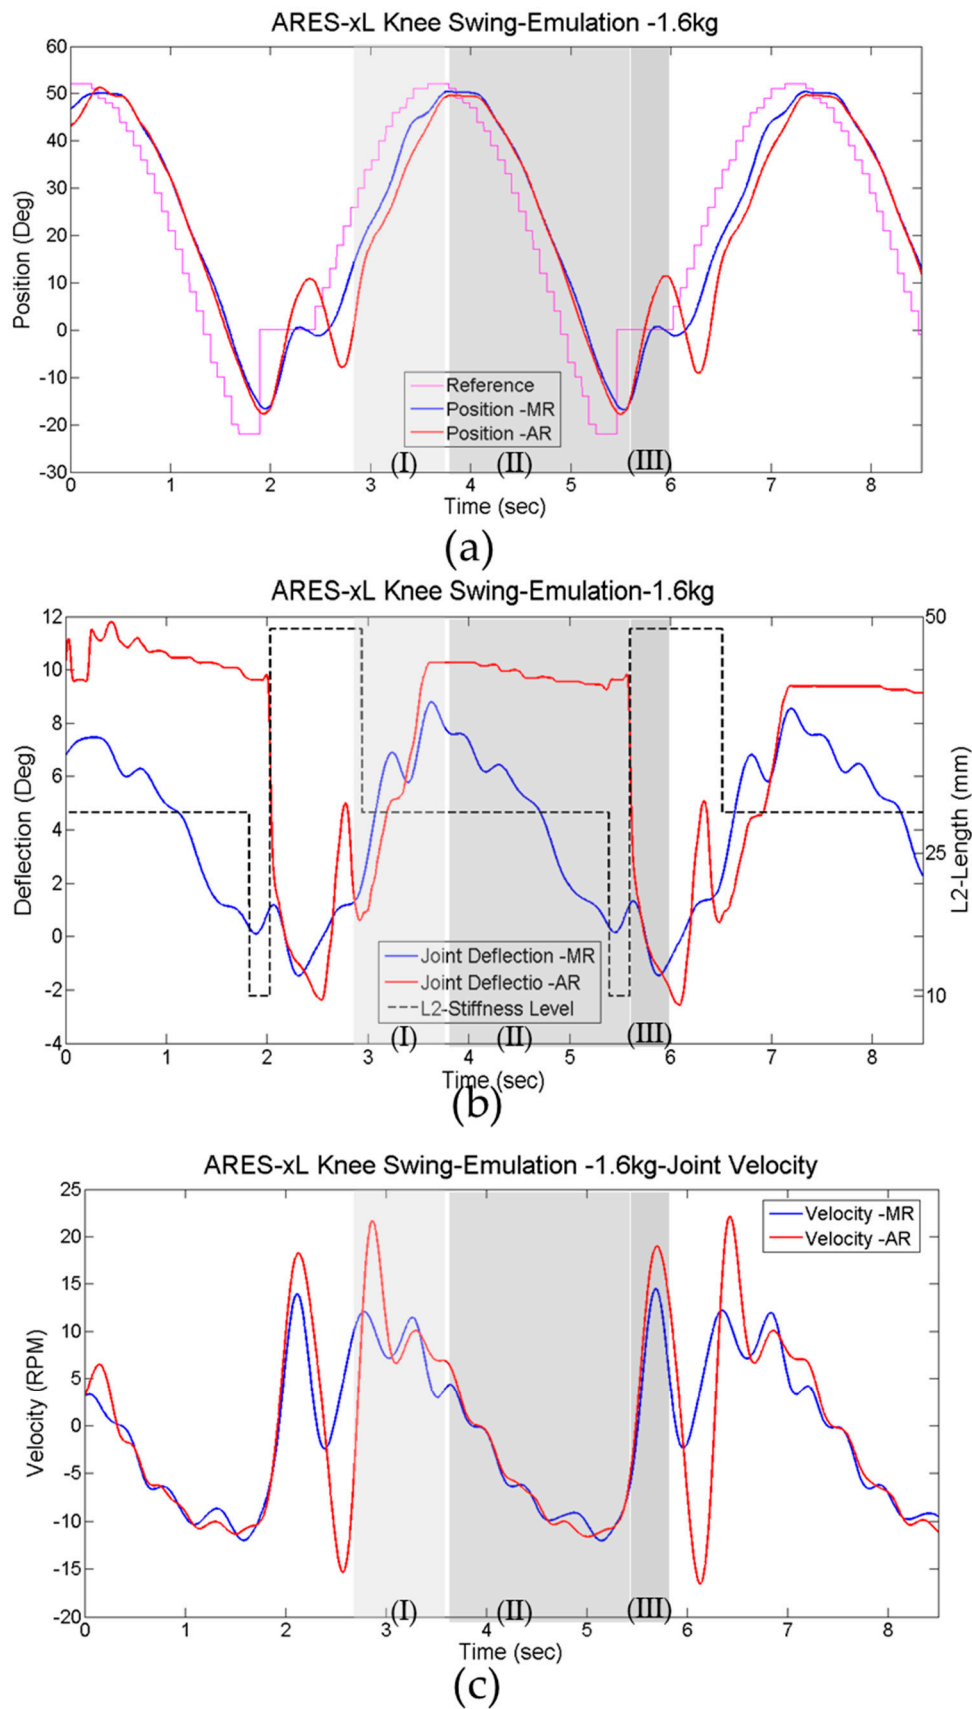 ARES-xL Knee Swing-Emulation -1.6kg
60
50
40
30
20
10
0
-10
-20
-30
Position (Deg)
Reference
Position -MR
Position -AR
(I) (II) (III)
0 1 2 3 4 5 6 7 8
Time (sec)
(a)
ARES-xL Knee Swing-Emulation-1.6kg
12
10
8
6
4
2
0
-2
-4
Deflection (Deg)
50
25
10
L2-Length (mm)
Joint Deflection -MR
Joint Deflectio -AR
L2-Stiffness Level
(I) (II) (III)
0 1 2 3 4 5 6 7 8
Time (sec)
(b)
ARES-xL Knee Swing-Emulation -1.6kg-Joint Velocity
25
20
15
10
5
0
-5
-10
-15
-20
Velocity (RPM)
Velocity -MR
Velocity -AR
(I) (II) (III)
0 1 2 3 4 5 6 7 8
Time (sec)
(c)